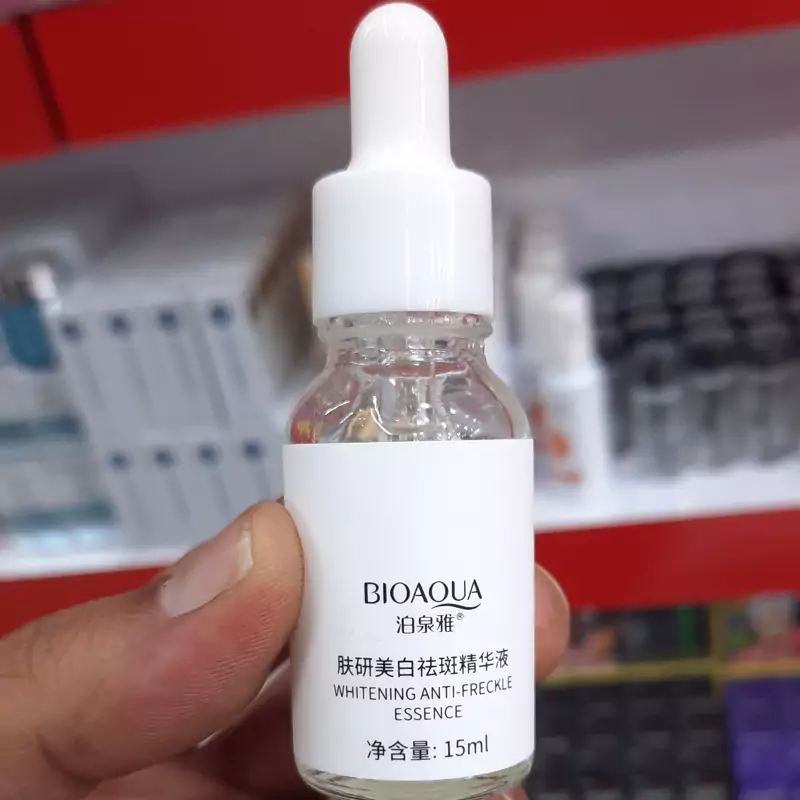 BIOAQUA
泊泉雅®
肤研美白祛斑精华液
WHITENING ANTI-FRECKLE
ESSENCE
净含量: 15ml